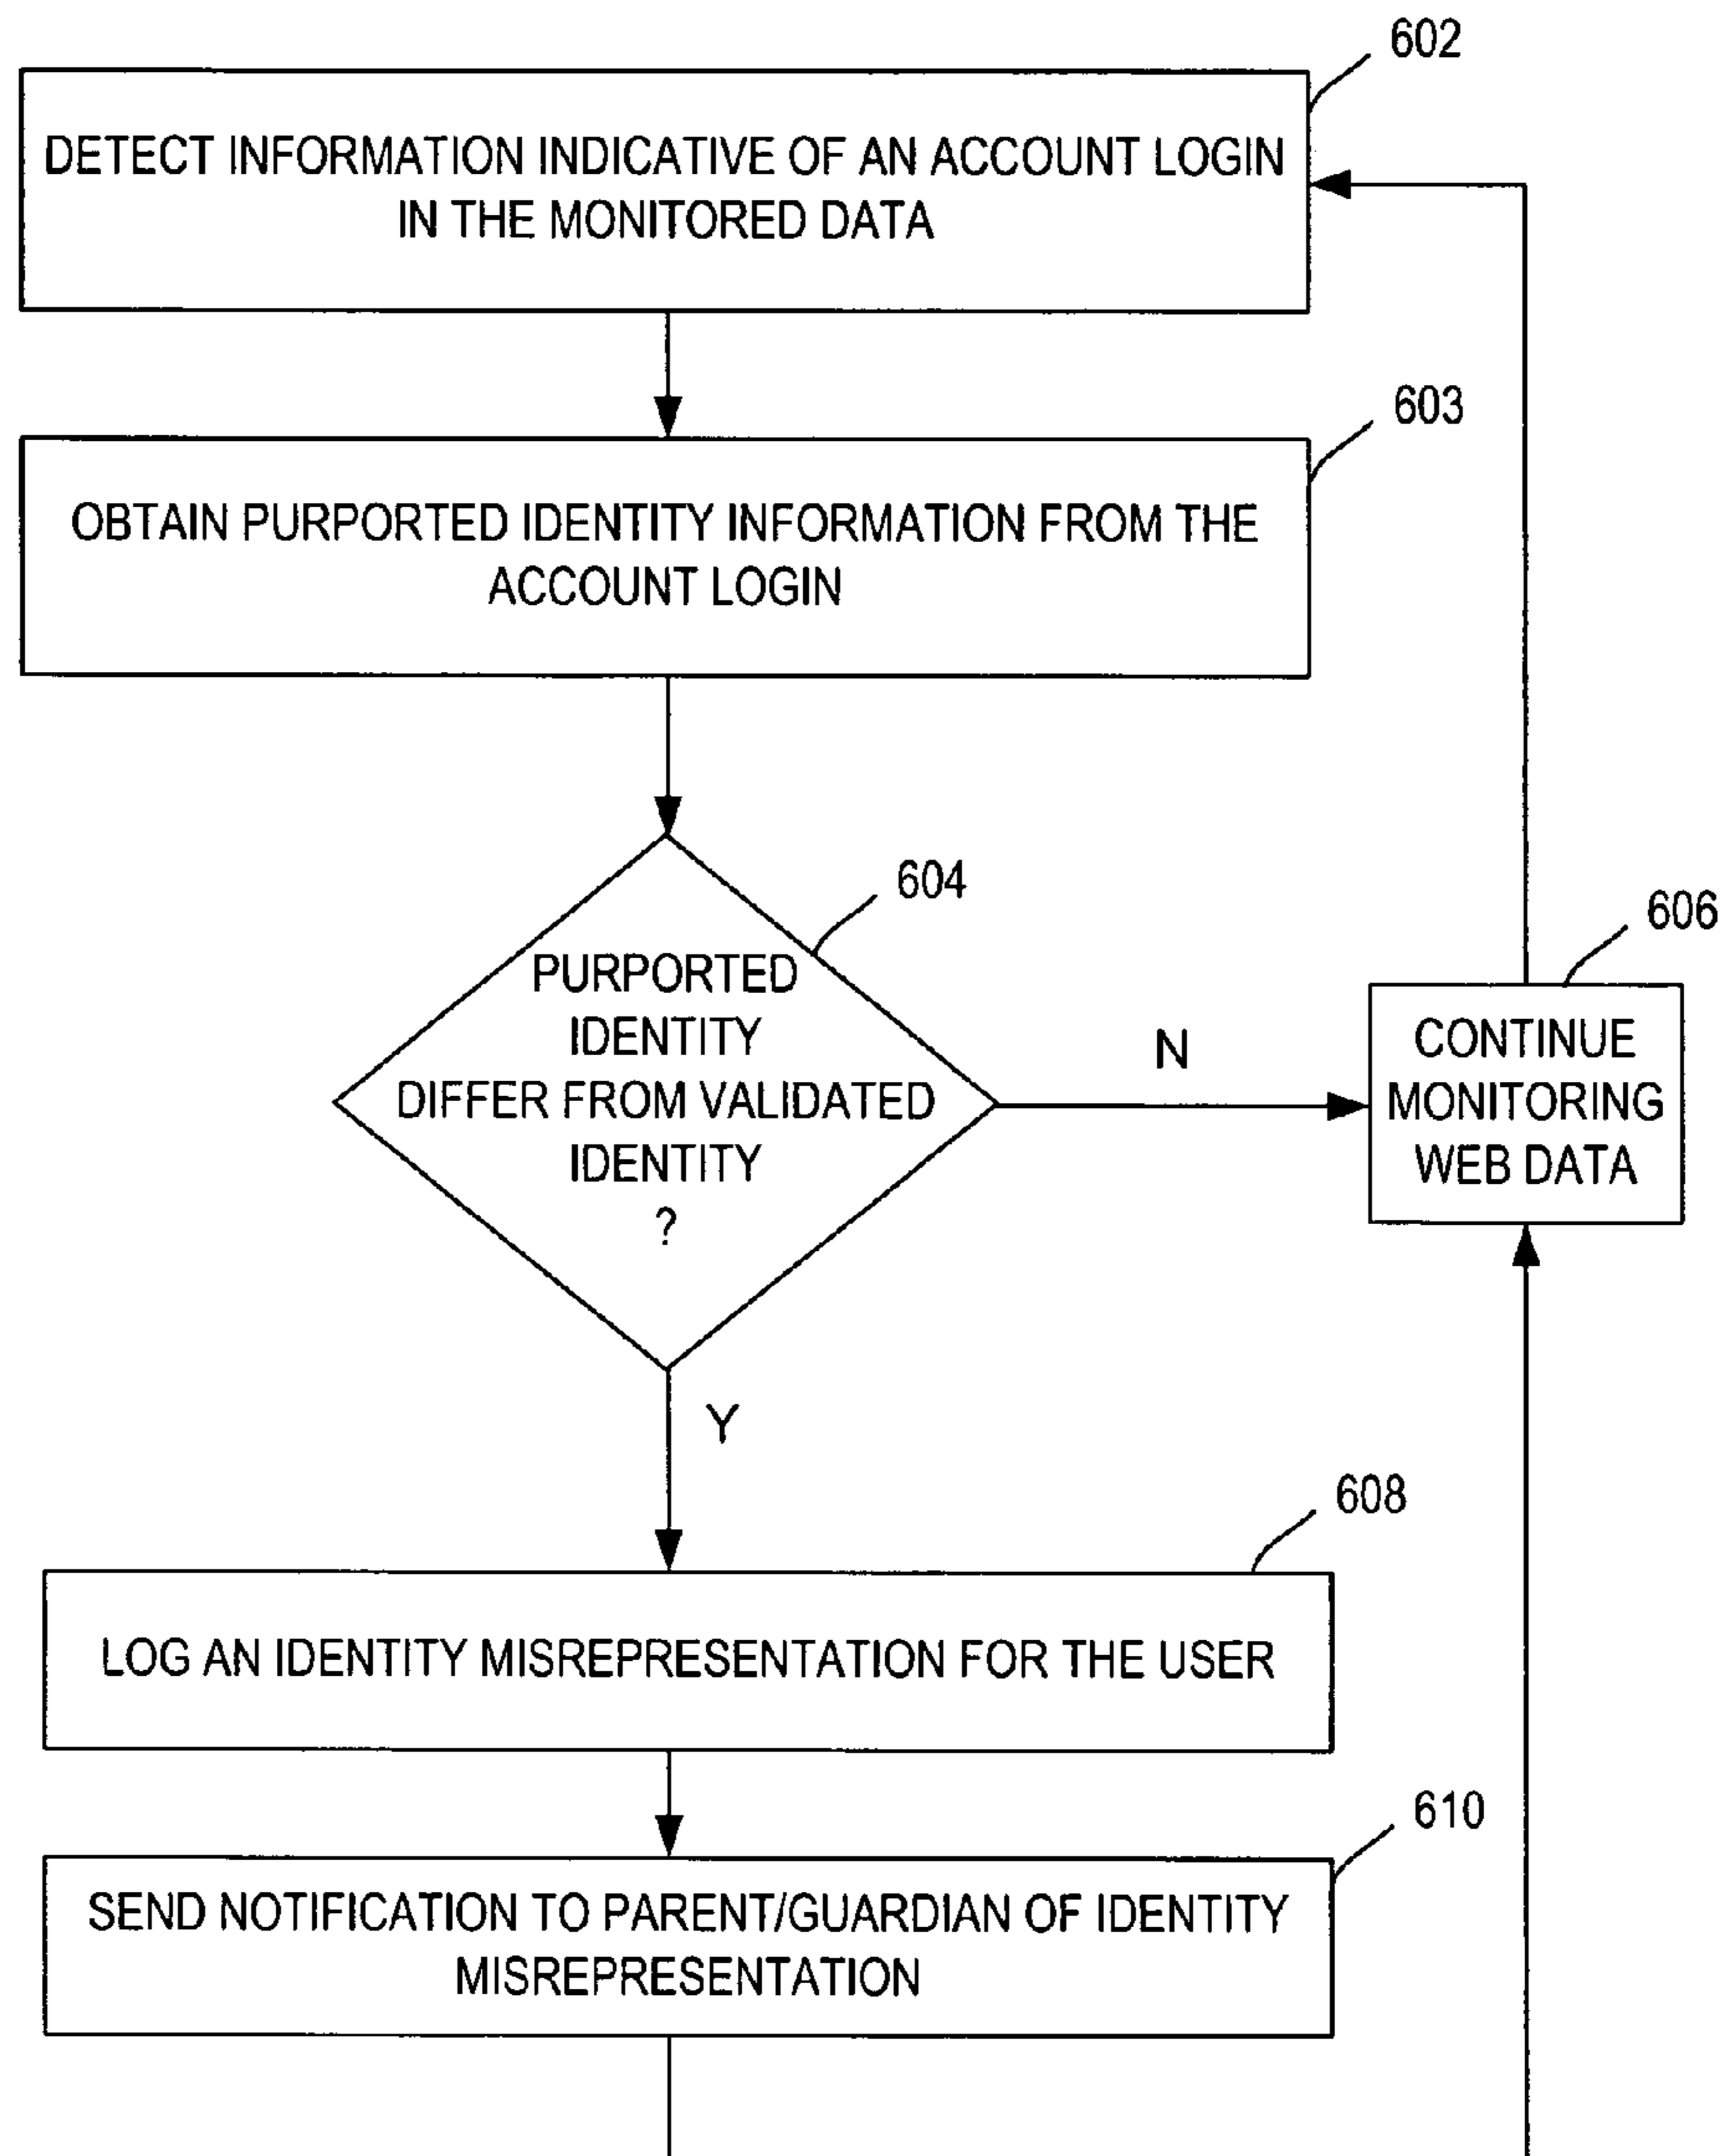 602
DETECT INFORMATION INDICATIVE OF AN ACCOUNT LOGIN
IN THE MONITORED DATA
603
OBTAIN PURPORTED IDENTITY INFORMATION FROM THE
ACCOUNT LOGIN
604
PURPORTED
IDENTITY
DIFFER FROM VALIDATED
IDENTITY
?
N
606
CONTINUE
MONITORING
WEB DATA
Y
608
LOG AN IDENTITY MISREPRESENTATION FOR THE USER
610
SEND NOTIFICATION TO PARENT/GUARDIAN OF IDENTITY
MISREPRESENTATION